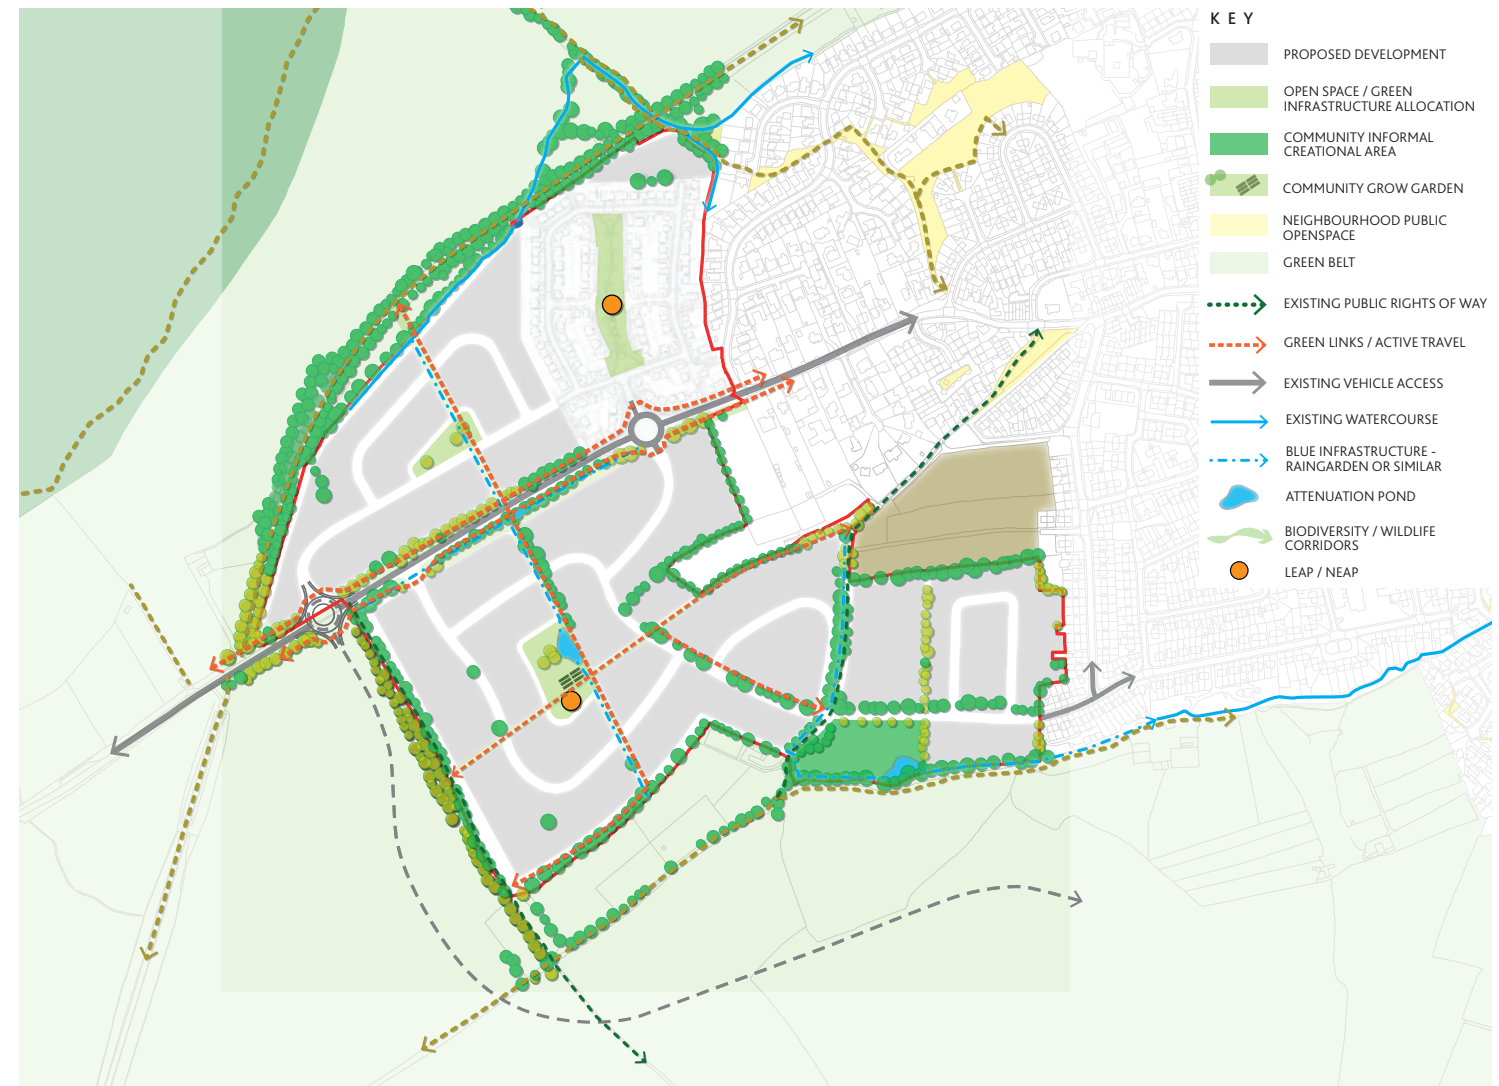 KEY
PROPOSED DEVELOPMENT
OPEN SPACE / GREEN
INFRASTRUCTURE ALLOCATION
COMMUNITY INFORMAL
CREATIONAL AREA
COMMUNITY GROW GARDEN
NEIGHBOURHOOD PUBLIC
OPENSPACE
GREEN BELT
EXISTING PUBLIC RIGHTS OF WAY
GREEN LINKS / ACTIVE TRAVEL
EXISTING VEHICLE ACCESS
EXISTING WATERCOURSE
BLUE INFRASTRUCTURE -
RAINGARDEN OR SIMILAR
ATTENUATION POND
BIODIVERSITY / WILDLIFE
CORRIDORS
LEAP / NEAP